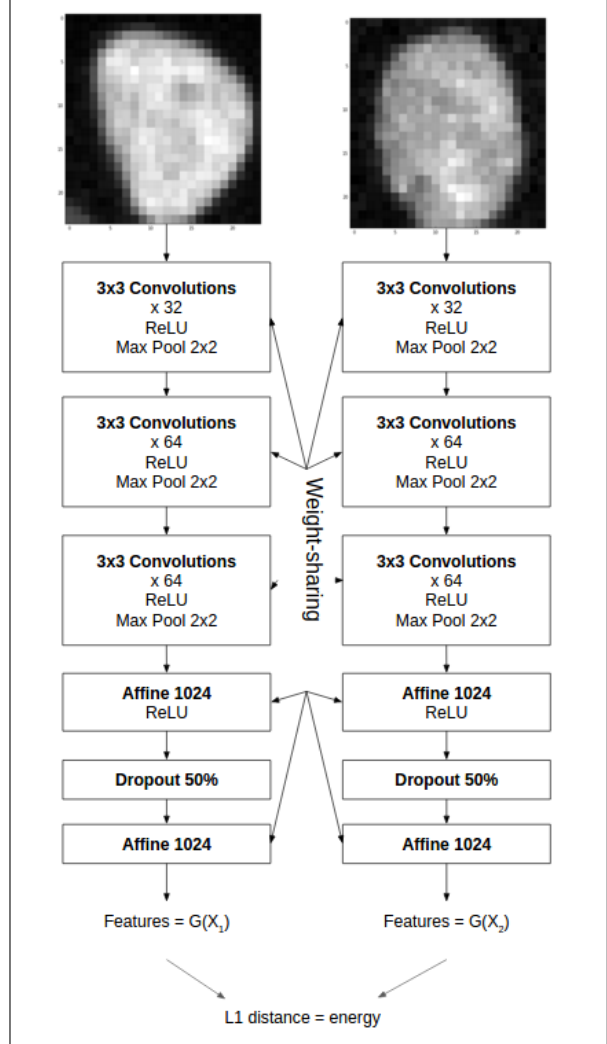 3x3 Convolutions
x 32
ReLU
Max Pool 2x2
3x3 Convolutions
x 32
ReLU
Max Pool 2x2
3x3 Convolutions
x 64
ReLU
Max Pool 2x2
3x3 Convolutions
x 64
ReLU
Max Pool 2x2
Weight-sharing
3x3 Convolutions
x 64
ReLU
Max Pool 2x2
3x3 Convolutions
x 64
ReLU
Max Pool 2x2
Affine 1024
ReLU
Affine 1024
ReLU
Dropout 50%
Dropout 50%
Affine 1024
Affine 1024
Features = G(X₁)
Features = G(X₂)
L1 distance = energy